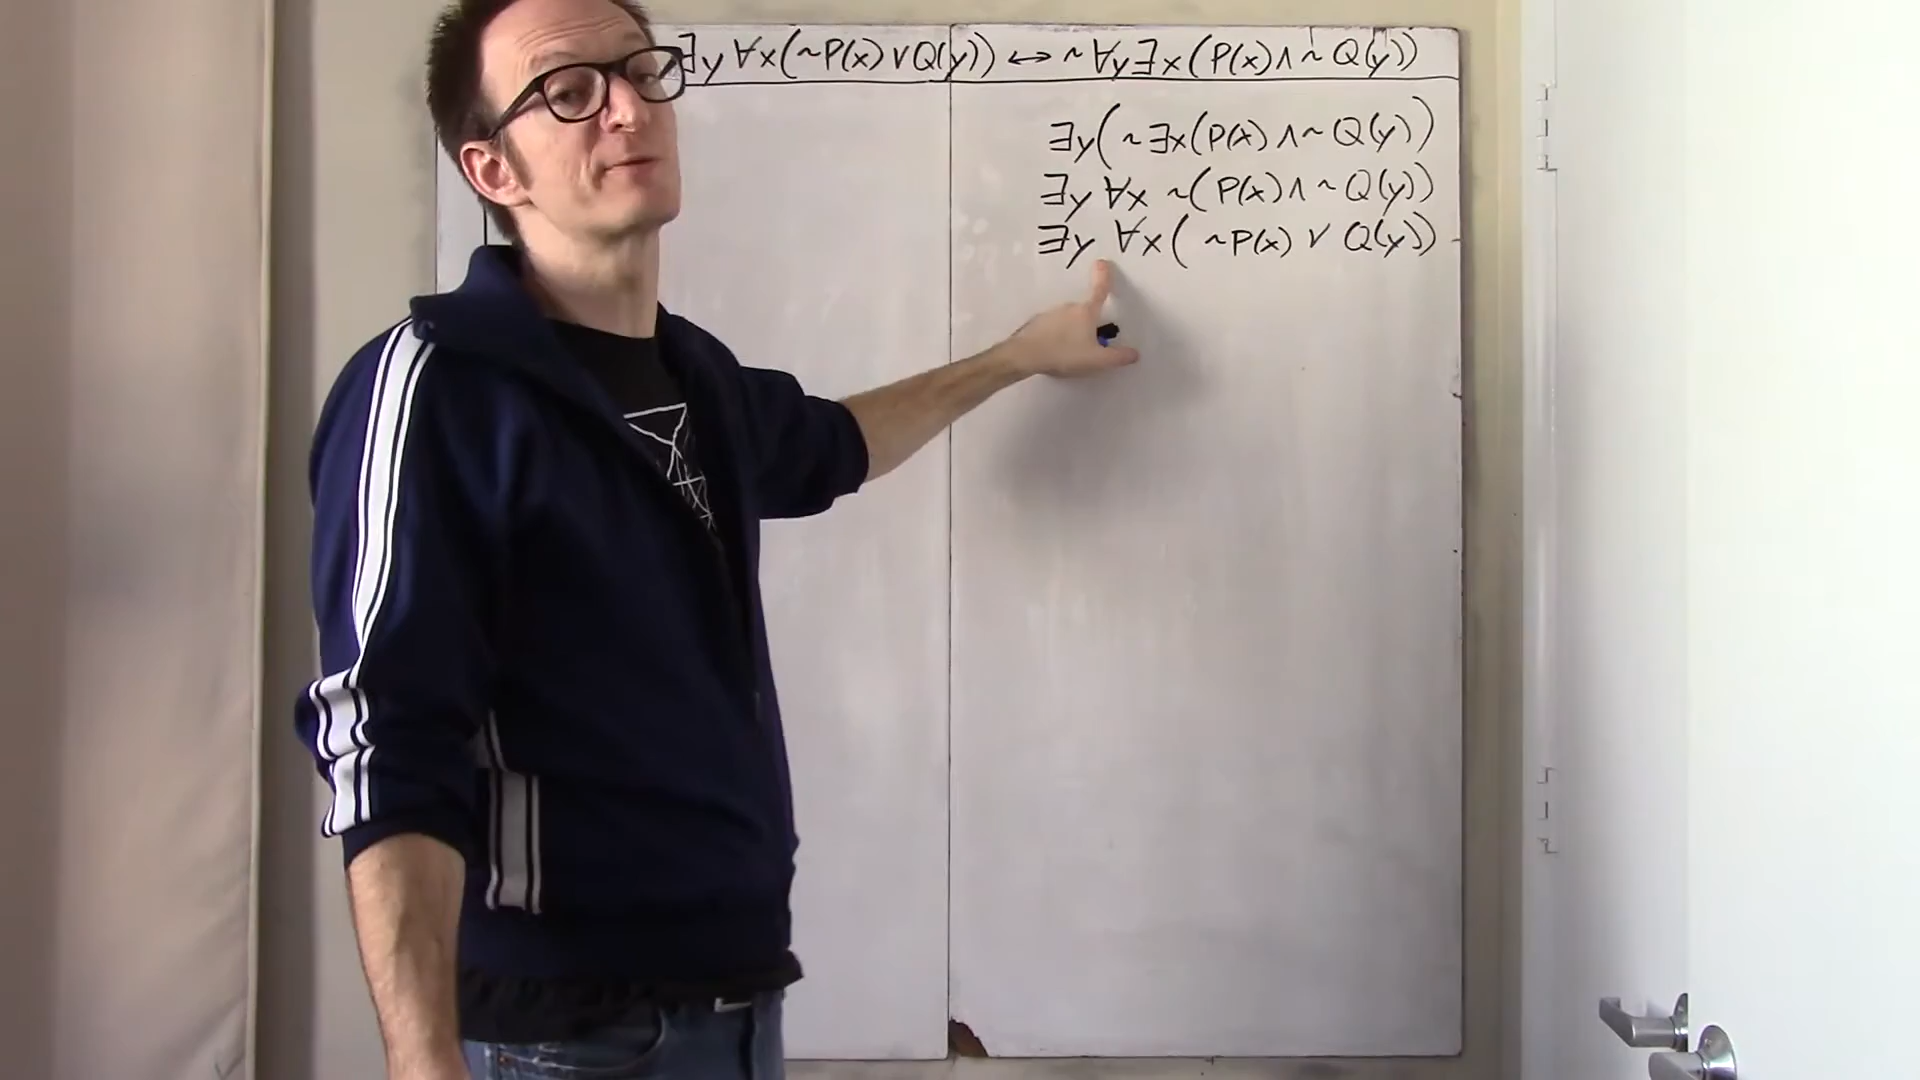 ∃y ∀x(~P(x) ∨ Q(y)) ↔ ~∀y∃x(P(x) ∧ ~Q(y))
∃y(~∃x(P(x) ∧ ~Q(y))
∃y ∀x ~(P(x) ∧ ~Q(y))
∃y ∀x(~P(x) ∨ Q(y))